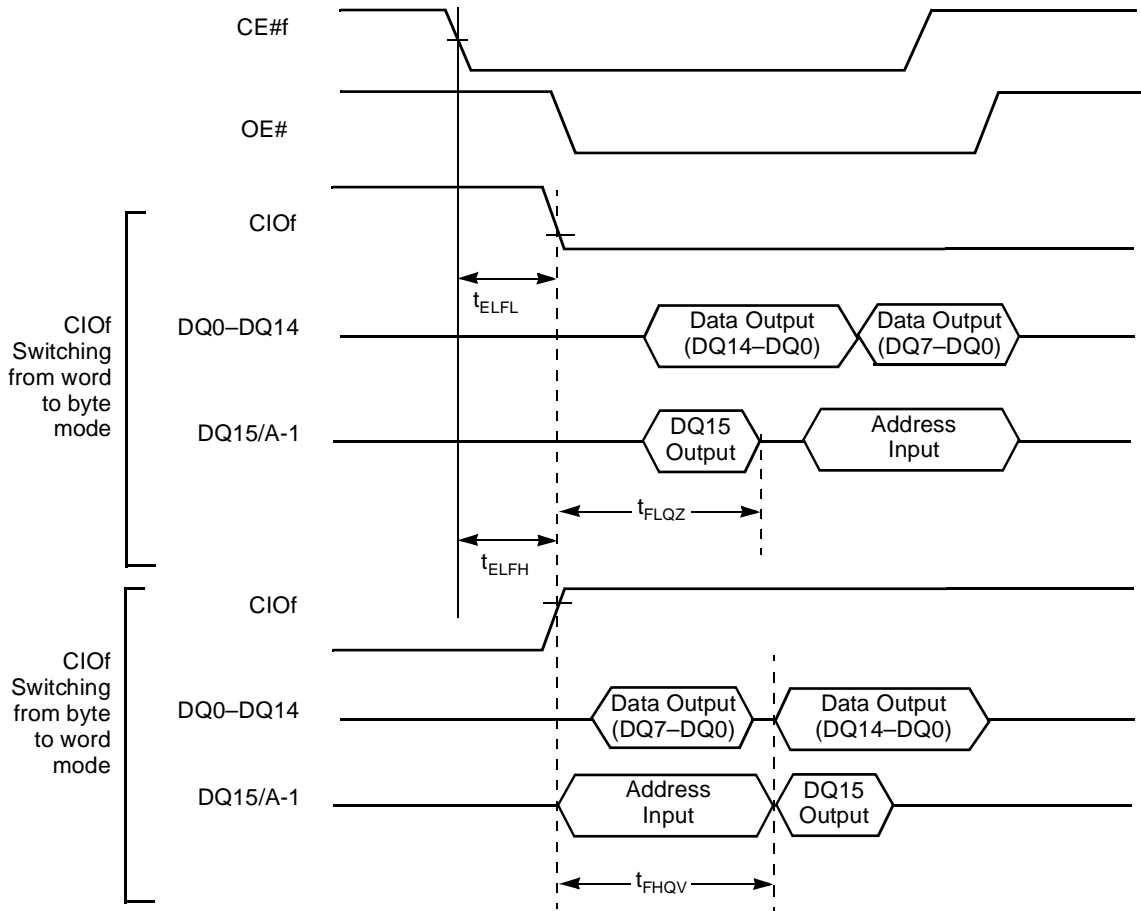 CE#f
OE#
CIOf
tELFL
CIOf
Switching
from word
to byte
mode
DQ0–DQ14
Data Output
(DQ14–DQ0)
Data Output
(DQ7–DQ0)
DQ15/A-1
DQ15
Output
Address
Input
tFLQZ
tELFH
CIOf
CIOf
Switching
from byte
to word
mode
DQ0–DQ14
Data Output
(DQ7–DQ0)
Data Output
(DQ14–DQ0)
DQ15/A-1
Address
Input
DQ15
Output
tFHQV